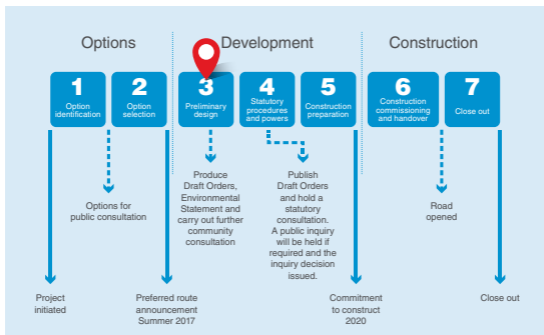 Options
Development
Construction
1
Option
identification
2
Option
selection
3
Preliminary
design
4
Statutory
procedures
and powers
5
Construction
preparation
6
Construction
commissioning
and handover
7
Close out
Options for
public consultation
Produce
Draft Orders,
Environmental
Statement and
carry out further
community
consultation
Publish
Draft Orders
and hold a
statutory
consultation.
A public inquiry
will be held if
required and the
inquiry decision
issued.
Road
opened
Project
initiated
Preferred route
announcement
Summer 2017
Commitment
to construct
2020
Close out